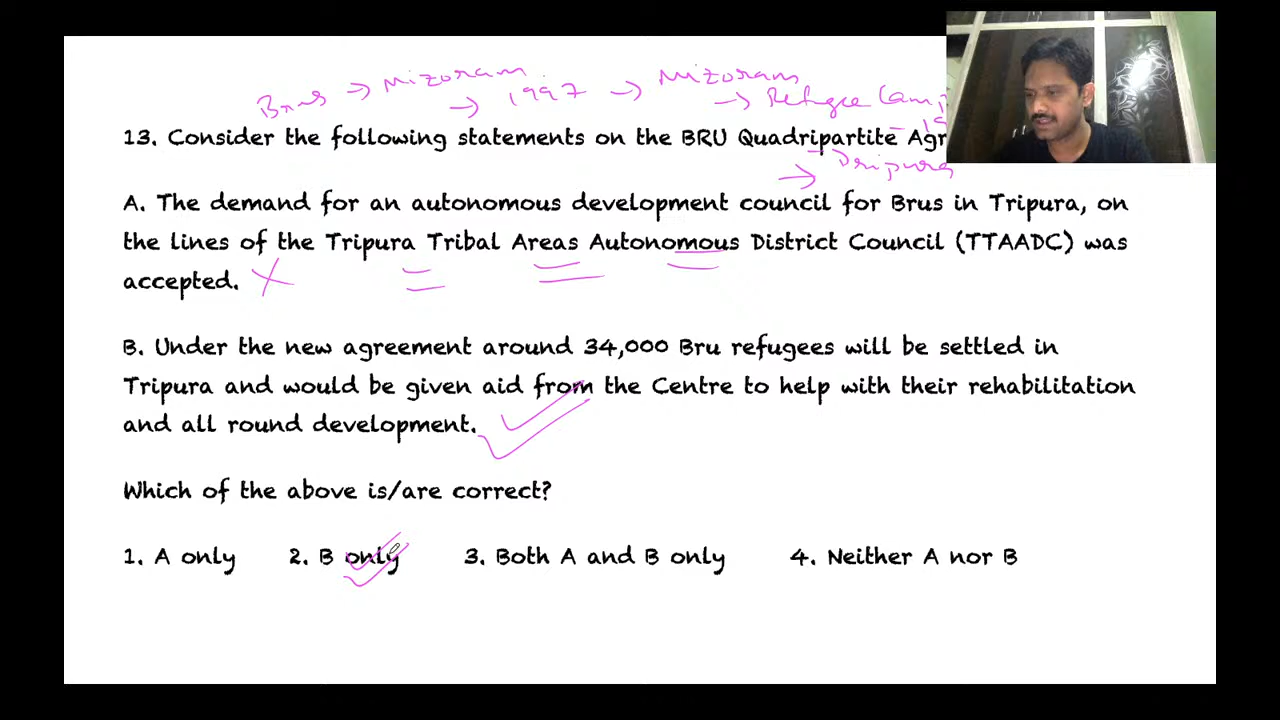 Brus → Mizoram → 1997 → Mizoram
→ Refugee Camp
13. Consider the following statements on the BRU Quadripartite Agr
→ Tripura
A. The demand for an autonomous development council for Brus in Tripura, on
the lines of the Tripura Tribal Areas Autonomous District Council (TTAADC) was
accepted.
B. Under the new agreement around 34,000 Bru refugees will be settled in
Tripura and would be given aid from the Centre to help with their rehabilitation
and all round development.
Which of the above is/are correct?
1. A only 2. B only 3. Both A and B only 4. Neither A nor B